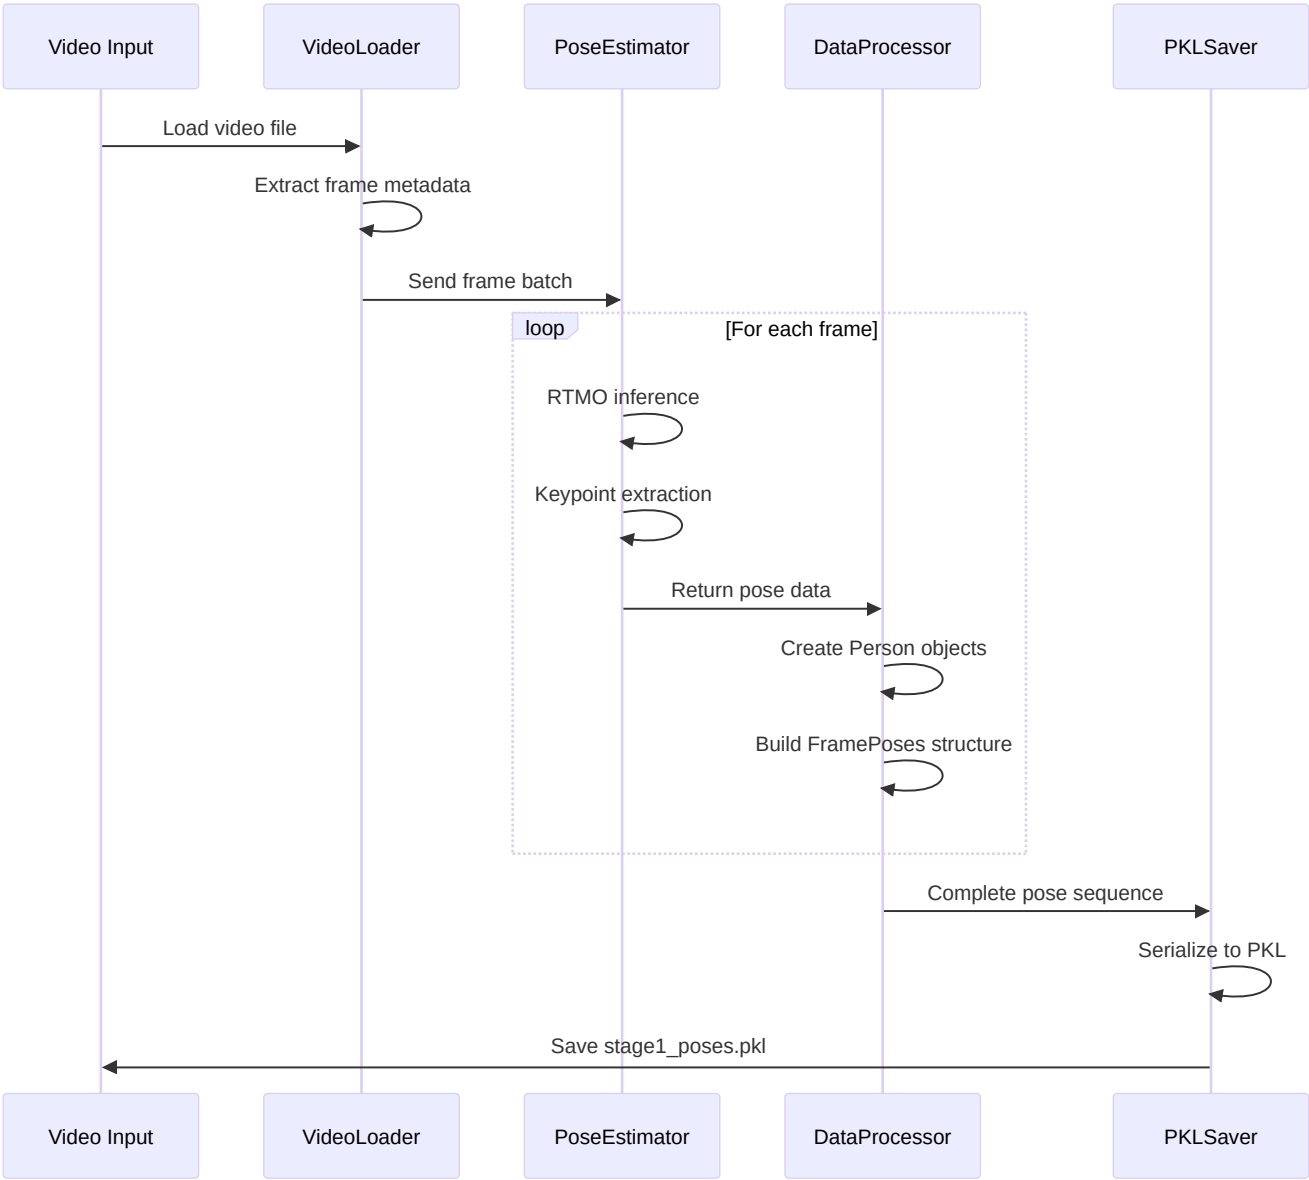 Video Input
VideoLoader
PoseEstimator
DataProcessor
PKLSaver
Load video file
Extract frame metadata
Send frame batch
loop
[For each frame]
RTMO inference
Keypoint extraction
Return pose data
Create Person objects
Build FramePoses structure
Complete pose sequence
Serialize to PKL
Save stage1_poses.pkl
Video Input
VideoLoader
PoseEstimator
DataProcessor
PKLSaver